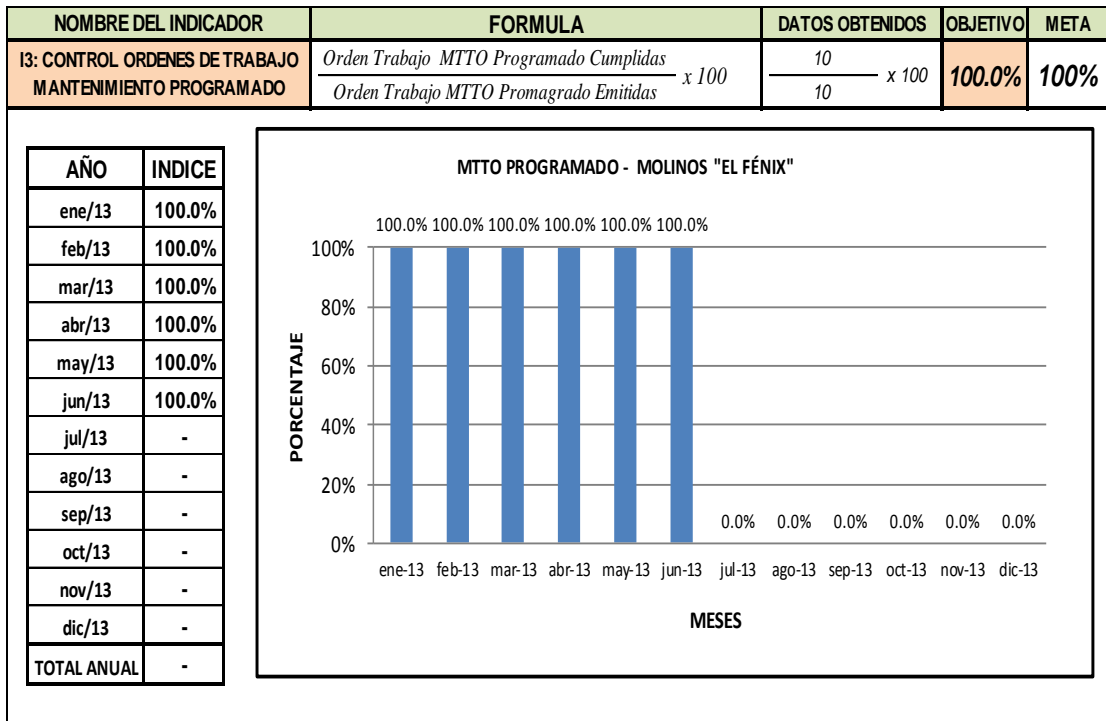 NOMBRE DEL INDICADOR FORMULA DATOS OBTENIDOS OBJETIVO META
I3: CONTROL ORDENES DE TRABAJO
MANTENIMIENTO PROGRAMADO
Orden Trabajo MTTO Programado Cumplidas
Orden Trabajo MTTO Promagrado Emitidas
x 100
10
10
x 100
100.0%
100%
AÑO INDICE
ene/13 100.0%
feb/13 100.0%
mar/13 100.0%
abr/13 100.0%
may/13 100.0%
jun/13 100.0%
jul/13 -
ago/13 -
sep/13 -
oct/13 -
nov/13 -
dic/13 -
TOTAL ANUAL -
MTTO PROGRAMADO - MOLINOS "EL FÉNIX"
100.0% 100.0% 100.0% 100.0% 100.0% 100.0%
100%
80%
60%
40%
20%
0%
PORCENTAJE
0.0% 0.0% 0.0% 0.0% 0.0% 0.0%
ene-13 feb-13 mar-13 abr-13 may-13 jun-13 jul-13 ago-13 sep-13 oct-13 nov-13 dic-13
MESES